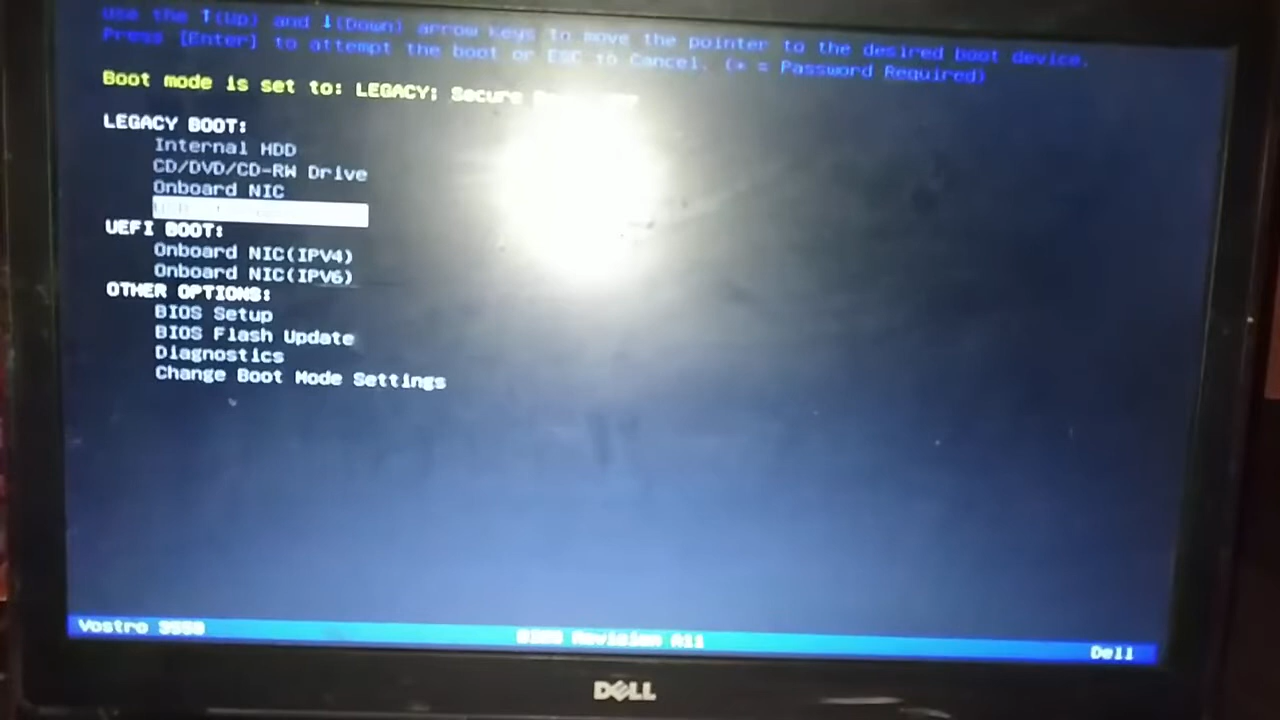 use the ↑(Up) and ↓(Down) arrow keys to move the pointer to the desired boot device.
Press [Enter] to attempt the boot or ESC to Cancel. (* = Password Required)
Boot mode is set to: LEGACY; Secure
LEGACY BOOT:
Internal HDD
CD/DVD/CD-RW Drive
Onboard NIC
UEFI BOOT:
Onboard NIC(IPV4)
Onboard NIC(IPV6)
OTHER OPTIONS:
BIOS Setup
BIOS Flash Update
Diagnostics
Change Boot Mode Settings
Vostro BIOS Revision A11 Dell
DELL